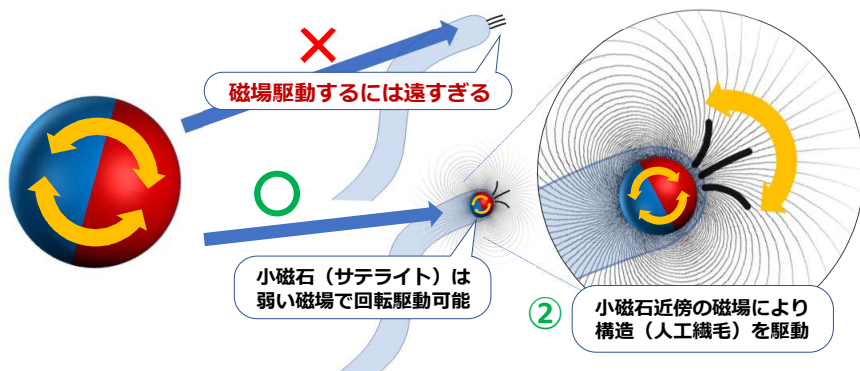 磁場駆動するには遠すぎる
小磁石（サテライト）は
弱い磁場で回転駆動可能
②
小磁石近傍の磁場により
構造（人工繊毛）を駆動